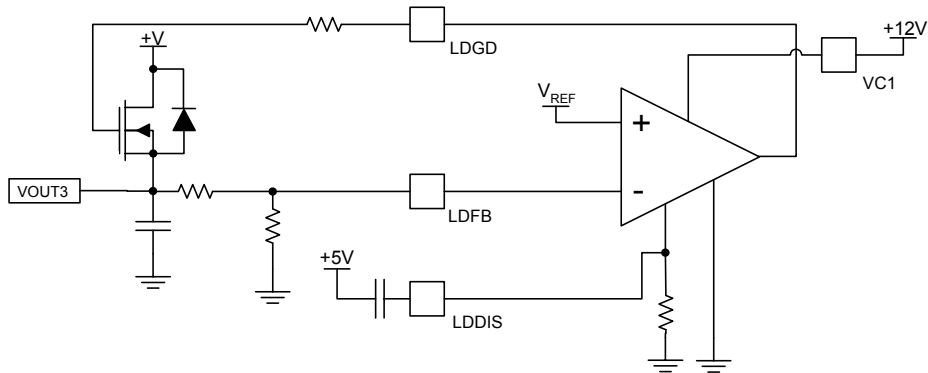 LDGD
+V
+12V
VC1
VREF
+
-
VOUT3
LDFB
+5V
LDDIS